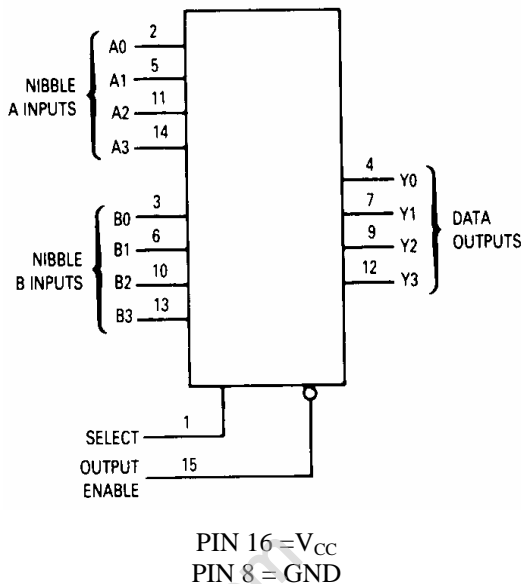 NIBBLE
A INPUTS
A0 2
A1 5
A2 11
A3 14
NIBBLE
B INPUTS
B0 3
B1 6
B2 10
B3 13
4 Y0
7 Y1
9 Y2
12 Y3
DATA
OUTPUTS
SELECT 1
OUTPUT
ENABLE 15
PIN 16 =VCC
PIN 8 = GND